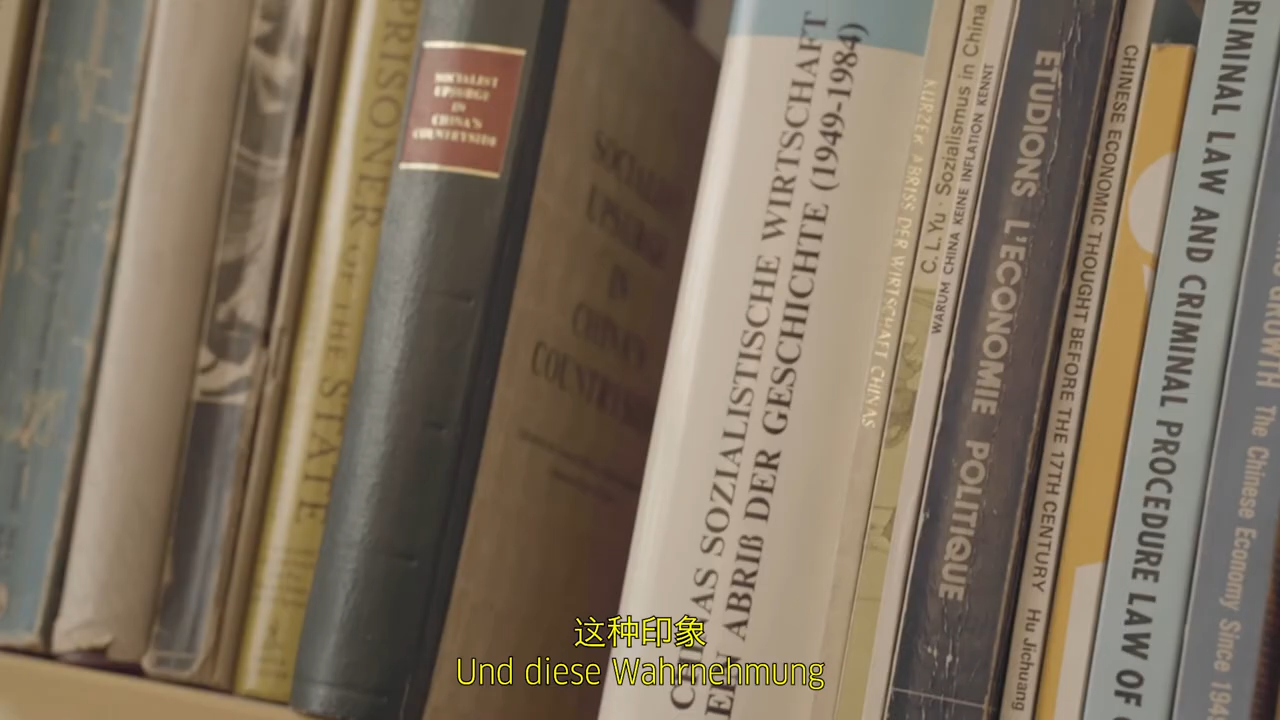 PRISONER OF THE STATE
SOCIALIST
UPSURGE
IN
CHINA'S
COUNTRYSIDE
SOCIALIST
UPSURGE
IN
CHINA'S
COUNTRYSIDE
CHINAS SOZIALISTISCHE WIRTSCHAFT
EIN ABRIß DER GESCHICHTE (1949-1984)
KURZER ABRISS DER WIRTSCHAFT CHINAS
C. L. Yu · Sozialismus in China
WARUM CHINA KEINE INFLATION KENNT
ETUDIONS L'ECONOMIE POLITIQUE
CHINESE ECONOMIC THOUGHT BEFORE THE 17TH CENTURY Hu Jichuang
CRIMINAL LAW AND CRIMINAL PROCEDURE LAW OF
GROWTH The Chinese Economy Since 194
这种印象
Und diese Wahrnehmung